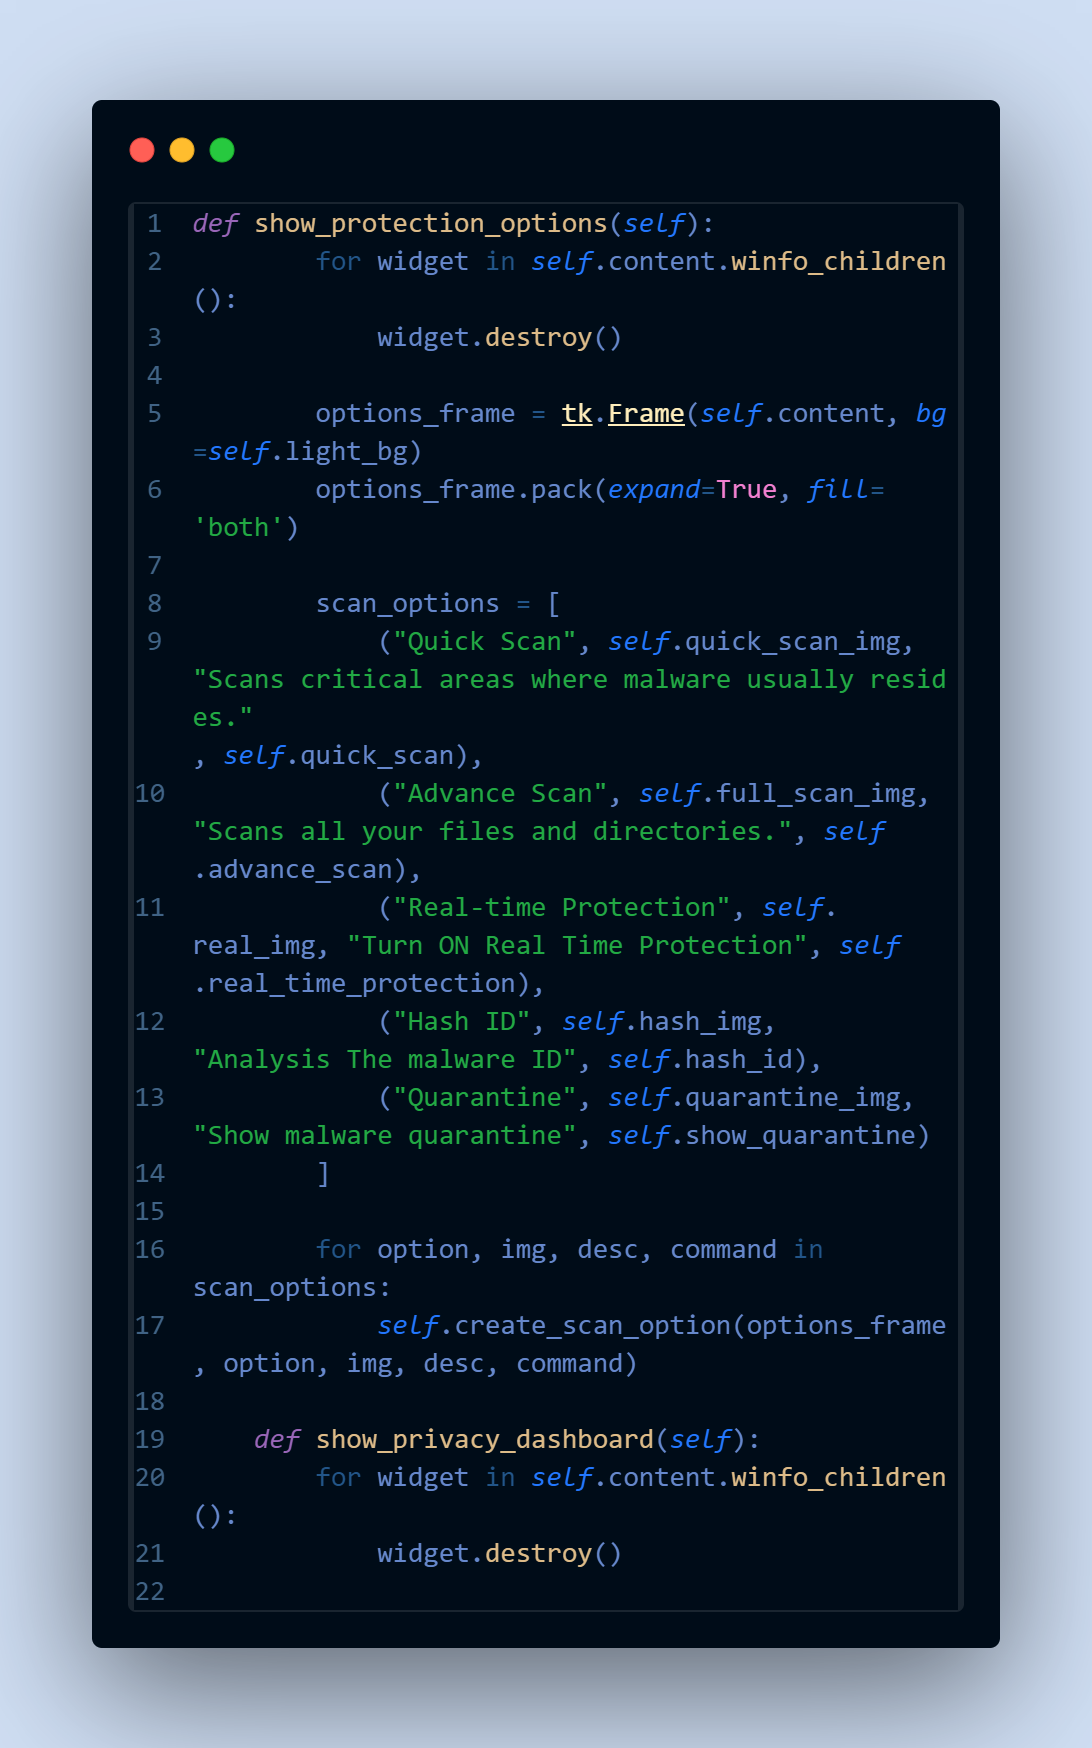 1 def show_protection_options(self):
2         for widget in self.content.winfo_children
():
3             widget.destroy()
4
5         options_frame = tk.Frame(self.content, bg
=self.light_bg)
6         options_frame.pack(expand=True, fill=
'both')
7
8         scan_options = [
9             ("Quick Scan", self.quick_scan_img,
"Scans critical areas where malware usually resid
es."
, self.quick_scan),
10             ("Advance Scan", self.full_scan_img,
"Scans all your files and directories.", self
.advance_scan),
11             ("Real-time Protection", self.
real_img, "Turn ON Real Time Protection", self
.real_time_protection),
12             ("Hash ID", self.hash_img,
"Analysis The malware ID", self.hash_id),
13             ("Quarantine", self.quarantine_img,
"Show malware quarantine", self.show_quarantine)
14         ]
15
16         for option, img, desc, command in
scan_options:
17             self.create_scan_option(options_frame
, option, img, desc, command)
18
19     def show_privacy_dashboard(self):
20         for widget in self.content.winfo_children
():
21             widget.destroy()
22